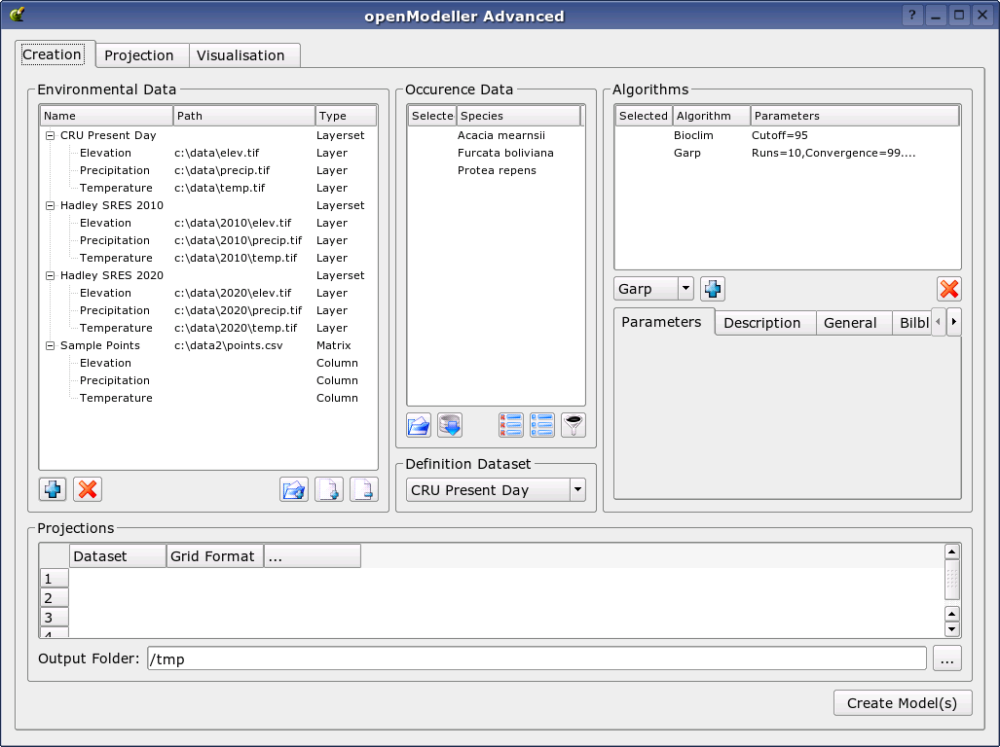 openModeller Advanced
Creation Projection Visualisation
Environmental Data
Name Path Type
CRU Present Day Layerset
Elevation c:\data\elev.tif Layer
Precipitation c:\data\precip.tif Layer
Temperature c:\data\temp.tif Layer
Hadley SRES 2010 Layerset
Elevation c:\data\2010\elev.tif Layer
Precipitation c:\data\2010\precip.tif Layer
Temperature c:\data\2010\temp.tif Layer
Hadley SRES 2020 Layerset
Elevation c:\data\2020\elev.tif Layer
Precipitation c:\data\2020\precip.tif Layer
Temperature c:\data\2020\temp.tif Layer
Sample Points c:\data2\points.csv Matrix
Elevation Column
Precipitation Column
Temperature Column
Occurence Data
Selecte Species
Acacia mearnsii
Furcata boliviana
Protea repens
Definition Dataset
CRU Present Day
Algorithms
Selected Algorithm Parameters
Bioclim Cutoff=95
Garp Runs=10,Convergence=99....
Garp
Parameters Description General Bilbl
Projections
Dataset Grid Format ...
1
2
3
4
Output Folder: /tmp ...
Create Model(s)